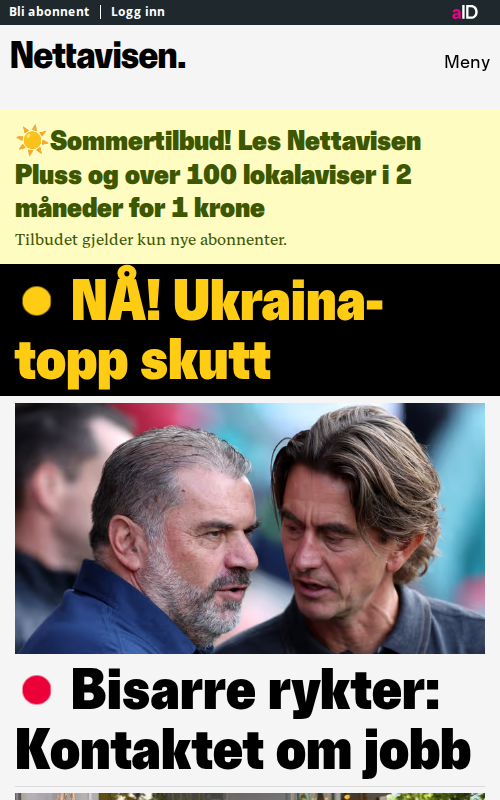 Bli abonnent
Logg inn
aID
Nettavisen.
Meny
Sommertilbud! Les Nettavisen
Pluss og over 100 lokalaviser i 2
måneder for 1 krone
Tilbudet gjelder kun nye abonnenter.
NÅ! Ukraina-
topp skutt
Bisarre rykter:
Kontaktet om jobb